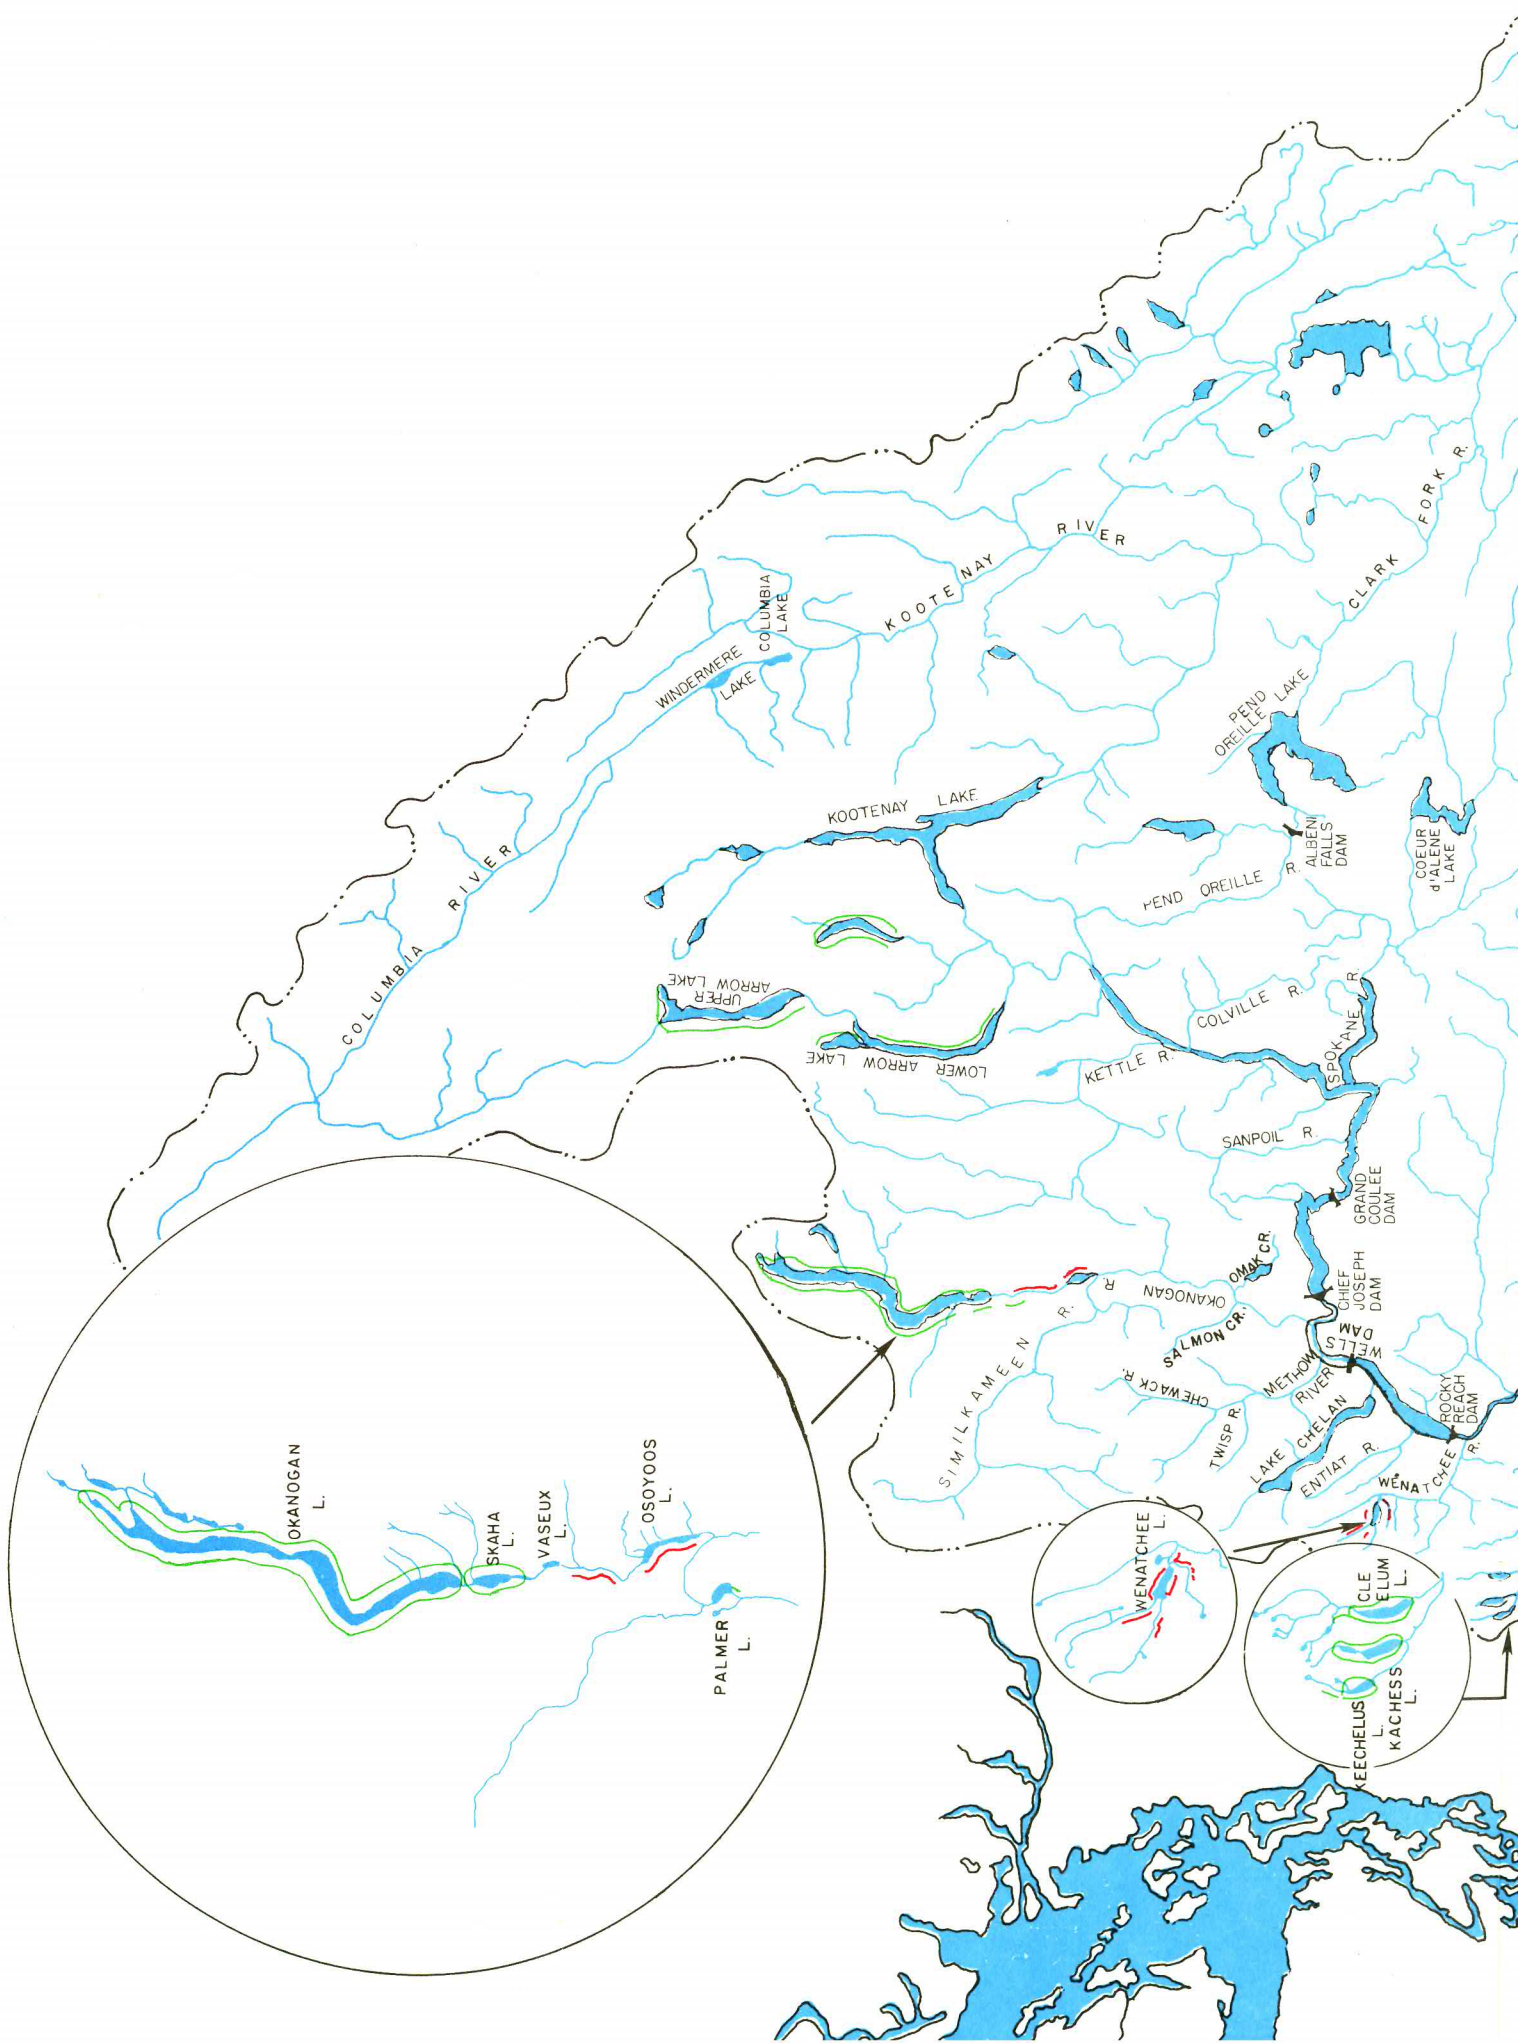 OKANOGAN
L.
SKAHA
L.
VASEUX
L.
OSOYOOS
L.
PALMER
L.
COLUMBIA
RIVER
WINDERMERE
LAKE
COLUMBIA
LAKE
KOOTENAY
RIVER
KOOTENAY LAKE
UPPER
ARROW LAKE
LOWER ARROW LAKE
PEND
OREILLE LAKE
CLARK
FORK R.
ALBENI
FALLS
DAM
PEND OREILLE R.
COEUR
d'ALENE
LAKE
COLVILLE R.
SPOKANE R.
KETTLE R.
SANPOIL R.
GRAND
COULEE
DAM
CHIEF
JOSEPH
DAM
WELLS
DAM
ROCKY
REACH
DAM
OKANOGAN R.
OMAK CR.
SALMON CR.
SIMILKAMEEN R.
CHEWACK R.
METHOW
RIVER
TWISP R.
LAKE CHELAN
ENTIAT R.
WENATCHEE R.
WENATCHEE
L.
CLE
ELUM
L.
KACHESS
L.
KEECHELUS
L.